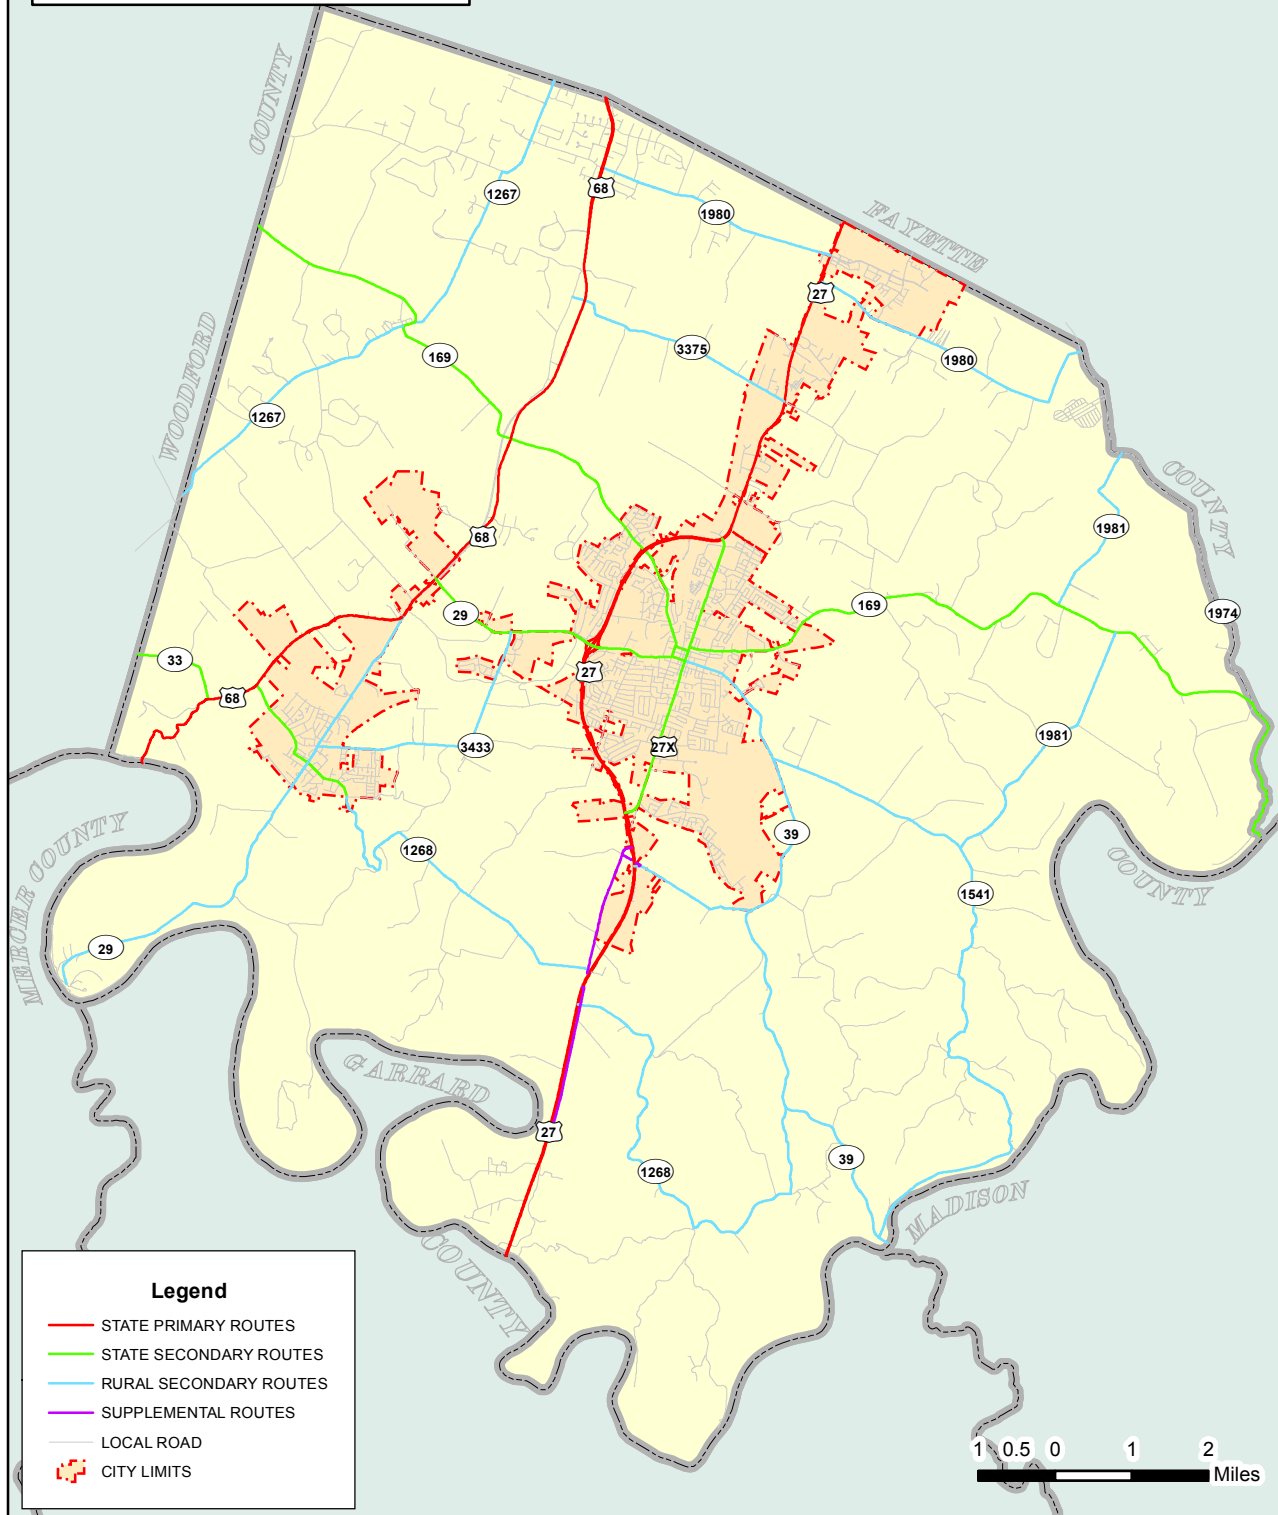 COUNTY
1267
68
1980
FAYETTE
27
WOODFORD
169
3375
1980
1267
COUNTY
1981
68
29
169
1974
33
27
68
27X
3433
1981
MERCER COUNTY
1268
39
COUNTY
1541
29
GARRARD
27
1268
39
MADISON
COUNTY
Legend
STATE PRIMARY ROUTES
STATE SECONDARY ROUTES
RURAL SECONDARY ROUTES
SUPPLEMENTAL ROUTES
LOCAL ROAD
CITY LIMITS
1 0.5 0 1 2
Miles